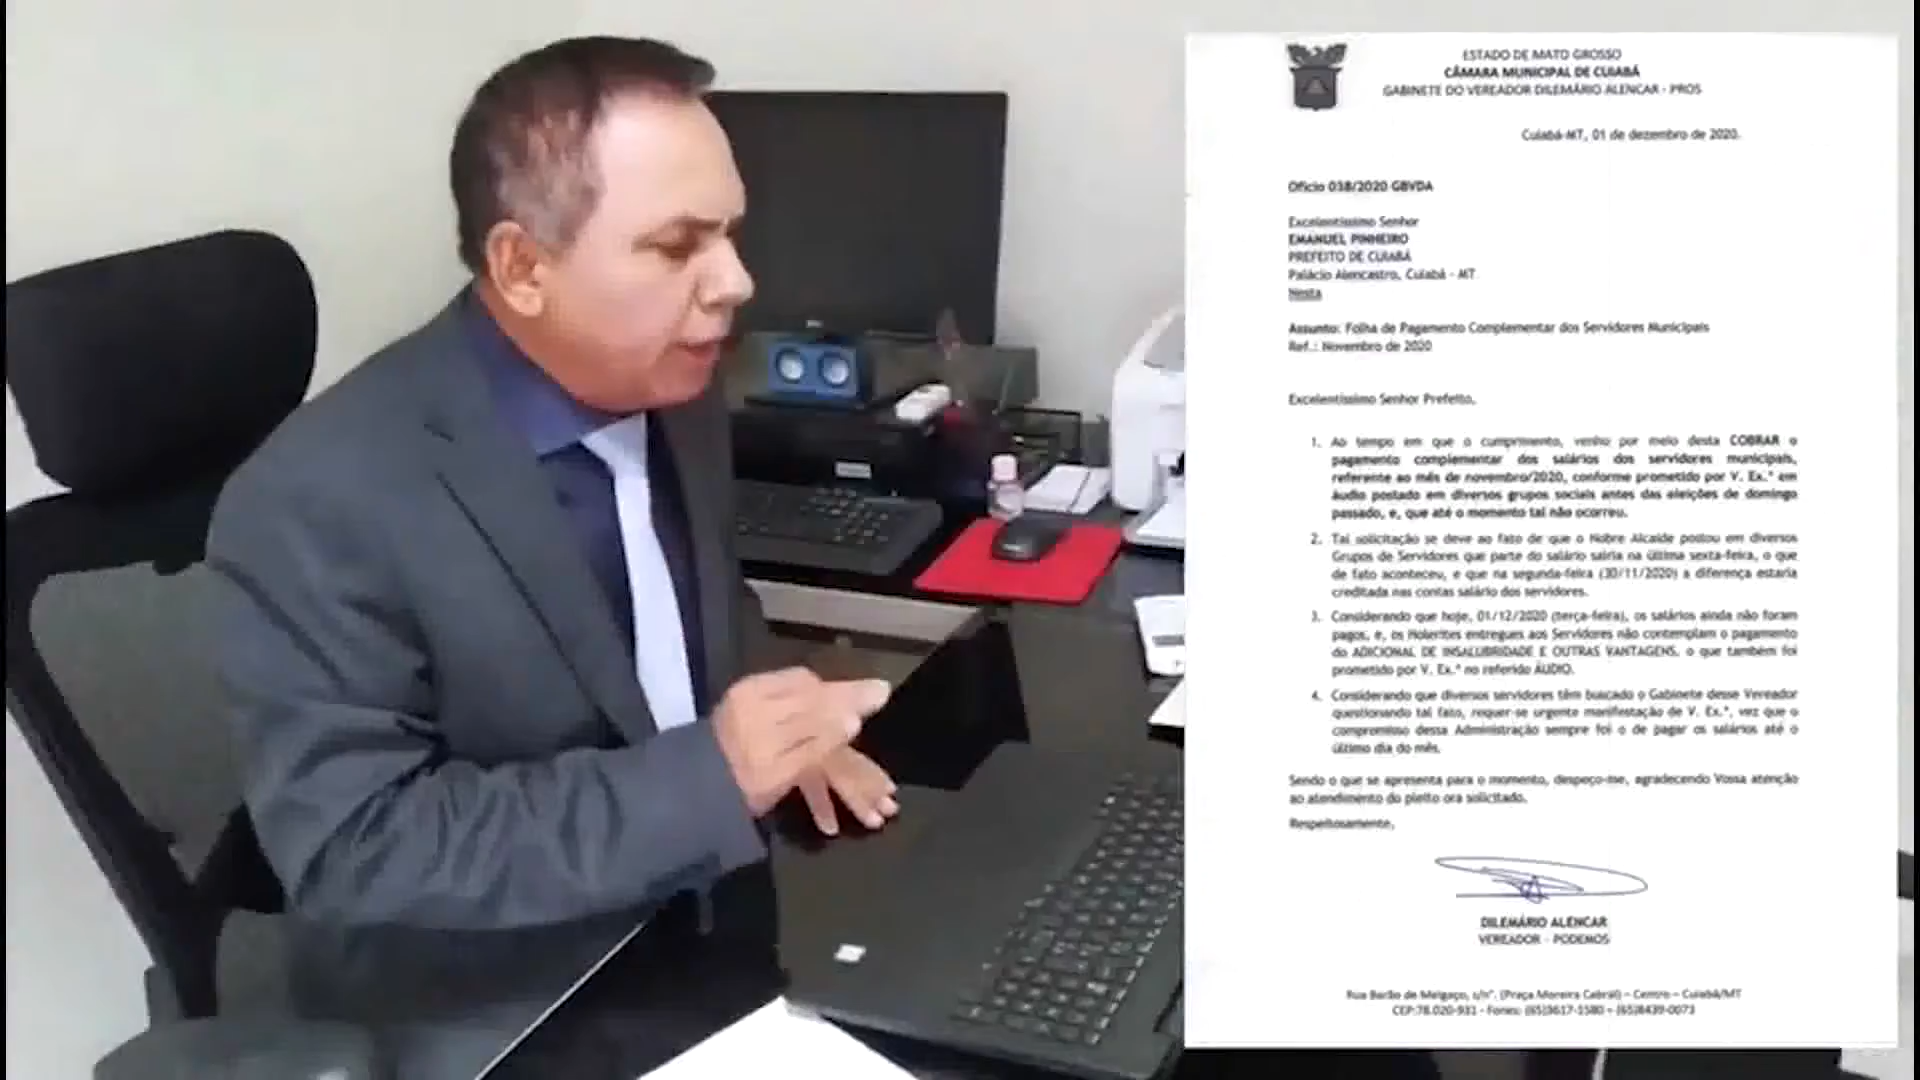 ESTADO DE MATO GROSSO
CÂMARA MUNICIPAL DE CUIABÁ
GABINETE DO VEREADOR DILEMÁRIO ALENCAR - PROS
Cuiabá-MT, 01 de dezembro de 2020.
Ofício 038/2020 GBVDA
Excelentíssimo Senhor
EMANUEL PINHEIRO
PREFEITO DE CUIABÁ
Palácio Alencastro, Cuiabá - MT
Nesta
Assunto: Folha de Pagamento Complementar dos Servidores Municipais
Ref.: Novembro de 2020
Excelentíssimo Senhor Prefeito,
1. Ao tempo em que o cumprimento, venho por meio desta COBRAR o
pagamento complementar dos salários dos servidores municipais,
referente ao mês de novembro/2020, conforme prometido por V. Ex.ª em
áudio postado em diversos grupos sociais antes das eleições de domingo
passado, e, que até o momento tal não ocorreu.
2. Tal solicitação se deve ao fato de que o Nobre Alcaide postou em diversos
Grupos de Servidores que parte do salário sairia na última sexta-feira, o que
de fato aconteceu, e que na segunda-feira (30/11/2020) a diferença estaria
creditada nas contas salário dos servidores.
3. Considerando que hoje, 01/12/2020 (terça-feira), os salários ainda não foram
pagos, e, os Holerites entregues aos Servidores não contemplam o pagamento
do ADICIONAL DE INSALUBRIDADE E OUTRAS VANTAGENS, o que também foi
prometido por V. Ex.ª no referido ÁUDIO.
4. Considerando que diversos servidores têm buscado o Gabinete desse Vereador
questionando tal fato, requer-se urgente manifestação de V. Ex.ª, vez que o
compromisso dessa Administração sempre foi o de pagar os salários até o
último dia do mês.
Sendo o que se apresenta para o momento, despeço-me, agradecendo Vossa atenção
ao atendimento do pleito ora solicitado.
Respeitosamente,
DILEMÁRIO ALENCAR
VEREADOR - PODEMOS
Rua Barão de Melgaço, s/nº. (Praça Moreira Cabral) – Centro – Cuiabá/MT
CEP:78.020-931 - Fones: (65)3617-1580 – (65)8439-0073